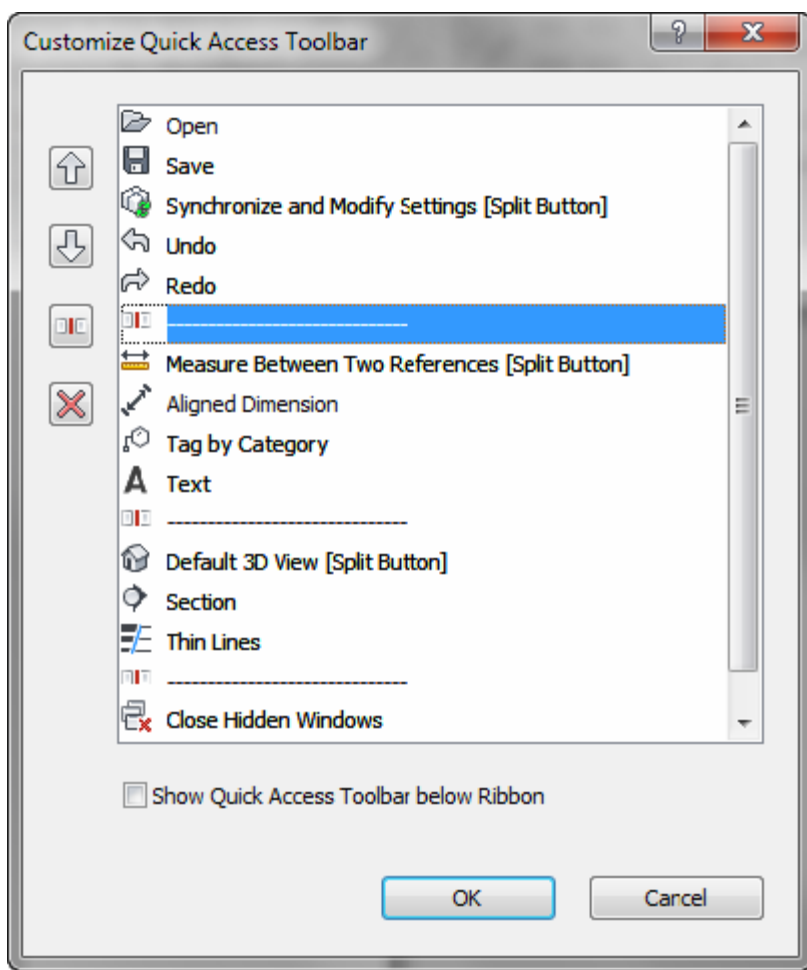 Customize Quick Access Toolbar
Open
Save
Synchronize and Modify Settings [Split Button]
Undo
Redo
------------------------------
Measure Between Two References [Split Button]
Aligned Dimension
Tag by Category
Text
------------------------------
Default 3D View [Split Button]
Section
Thin Lines
------------------------------
Close Hidden Windows
Show Quick Access Toolbar below Ribbon
OK
Cancel